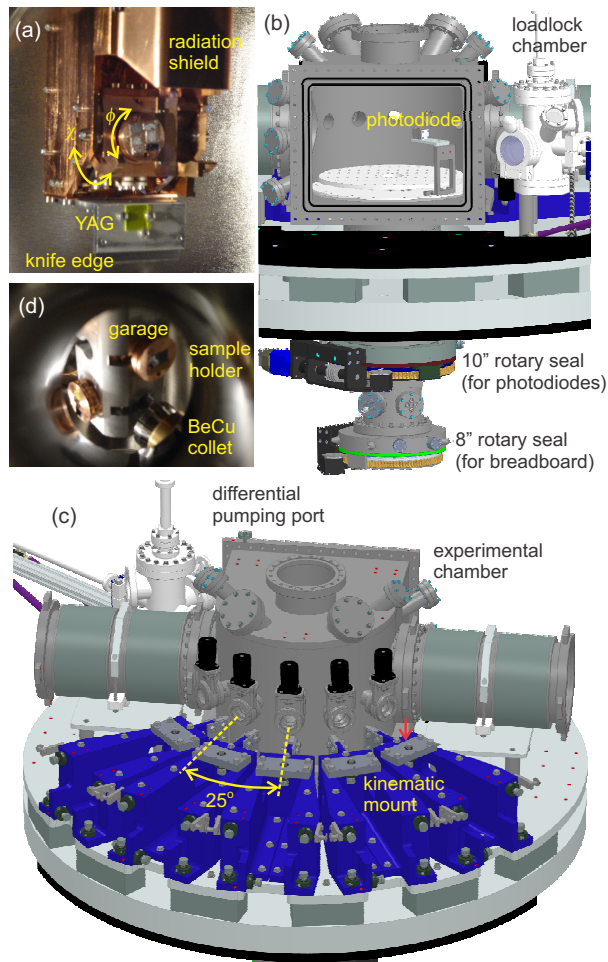 (a)
radiation
shield
ϕ
χ
YAG
knife edge
(b)
loadlock
chamber
photodiode
10” rotary seal
(for photodiodes)
8” rotary seal
(for breadboard)
(d)
garage
sample
holder
BeCu
collet
(c)
differential
pumping port
experimental
chamber
25°
kinematic
mount